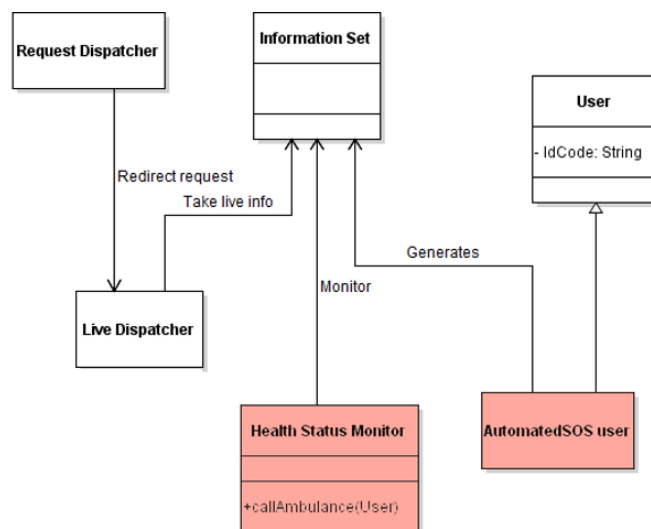 Request Dispatcher
Information Set
User
- IdCode: String
Redirect request
Take live info
Generates
Monitor
Live Dispatcher
Health Status Monitor
AutomatedSOS user
+callAmbulance(User)